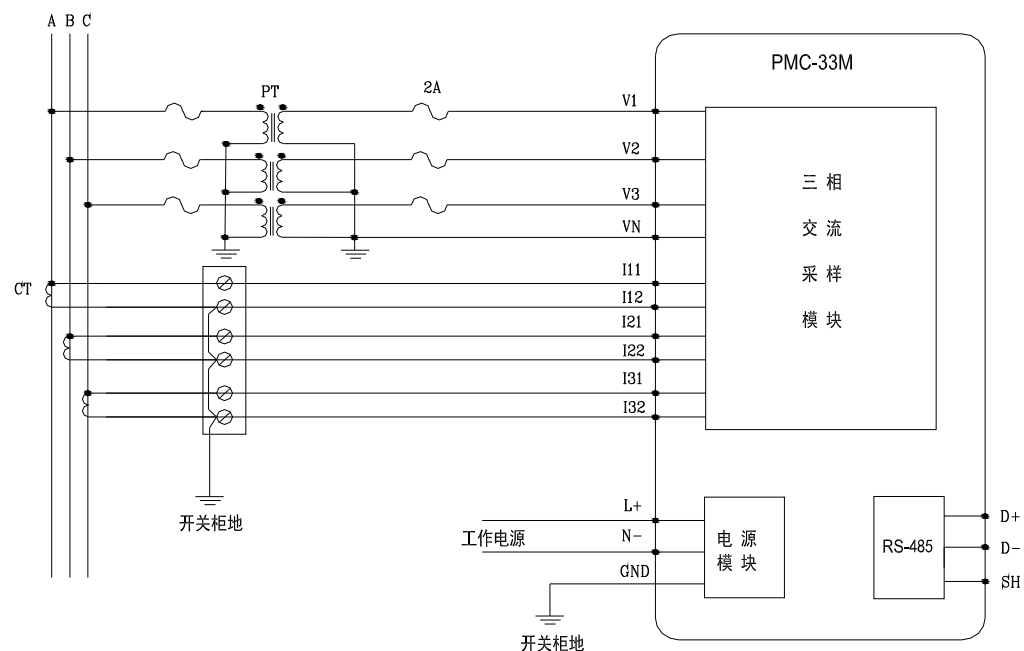 A B C
PMC-33M
PT
2A
V1
V2
V3
VN
三相
交流
采样
模块
CT
I11
I12
I21
I22
I31
I32
开关柜地
L+
工作电源
N-
GND
电源
模块
RS-485
D+
D-
SH
开关柜地